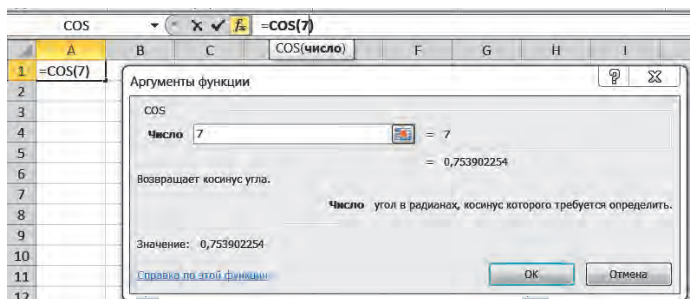 COS =COS(7)
COS(число)
A B C F G H I
1 =COS(7)
2
3
4
5
6
7
8
9
10
11
12
Аргументы функции
COS
Число 7 = 7
= 0,753902254
Возвращает косинус угла.
Число угол в радианах, косинус которого требуется определить.
Значение: 0,753902254
Справка по этой функции
OK Отмена